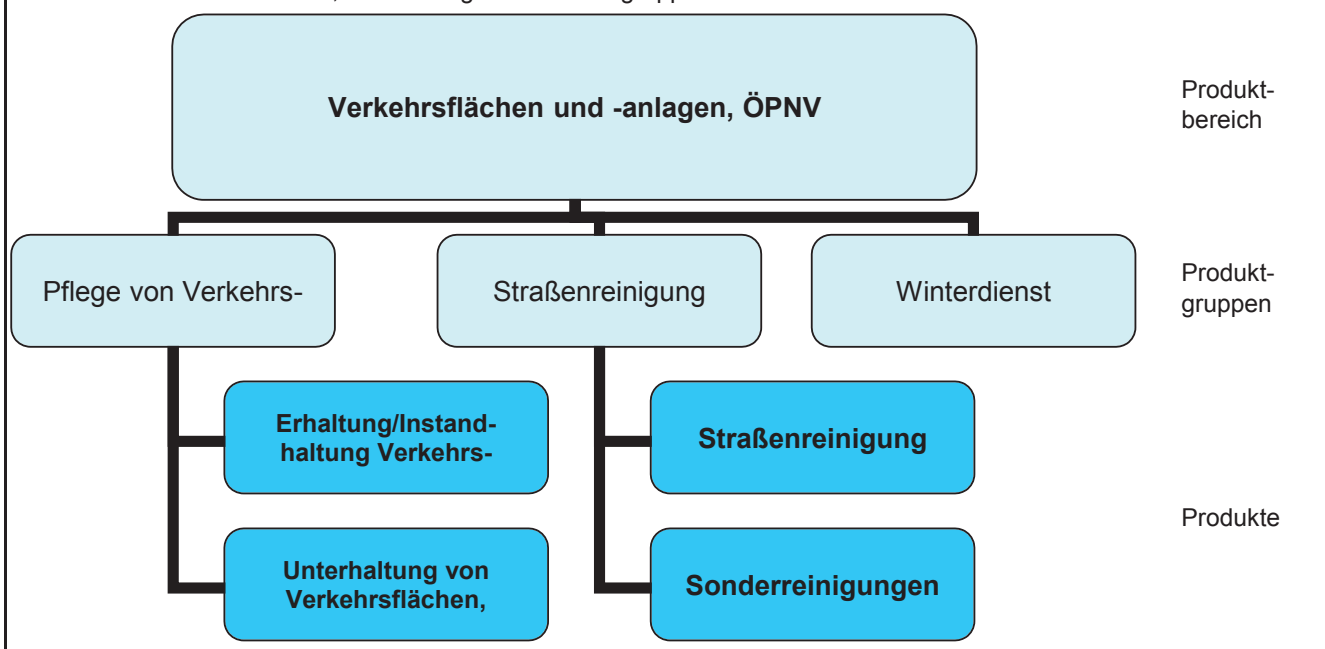 Verkehrsflächen und -anlagen, ÖPNV
Produkt-
bereich
Pflege von Verkehrs-
Straßenreinigung
Winterdienst
Produkt-
gruppen
Erhaltung/Instand-
haltung Verkehrs-
Straßenreinigung
Unterhaltung von
Verkehrsflächen,
Sonderreinigungen
Produkte